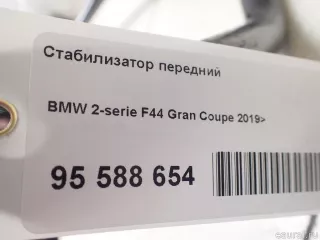 Стабилизатор передний
BMW 2-serie F44 Gran Coupe 2019>
95 588 654